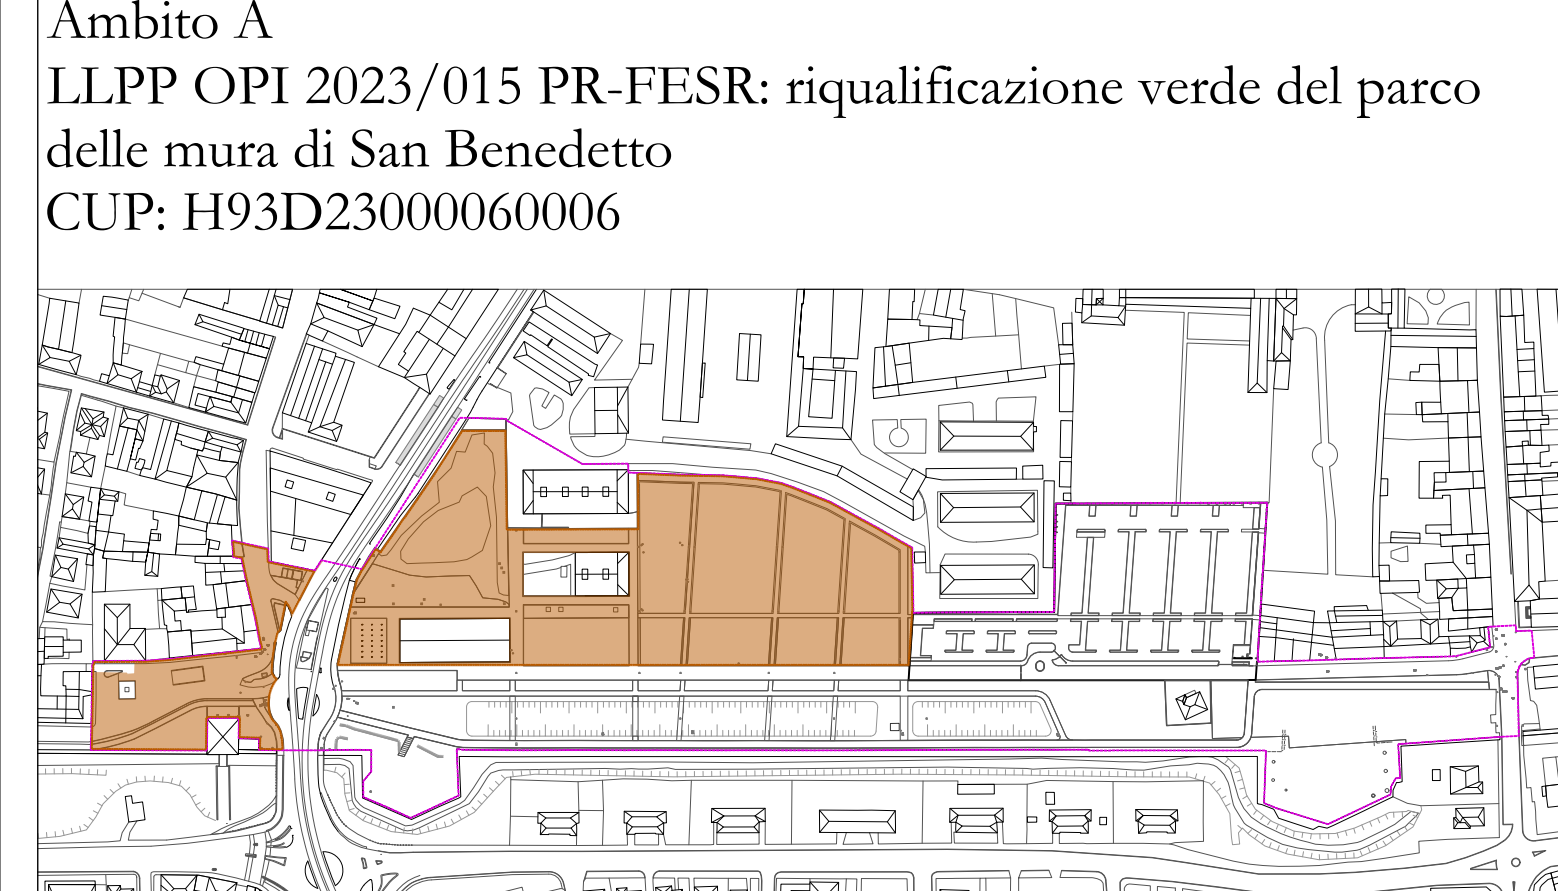 Ambito A
LLPP OPI 2023/015 PR-FESR: riqualificazione verde del parco
delle mura di San Benedetto
CUP: H93D23000060006